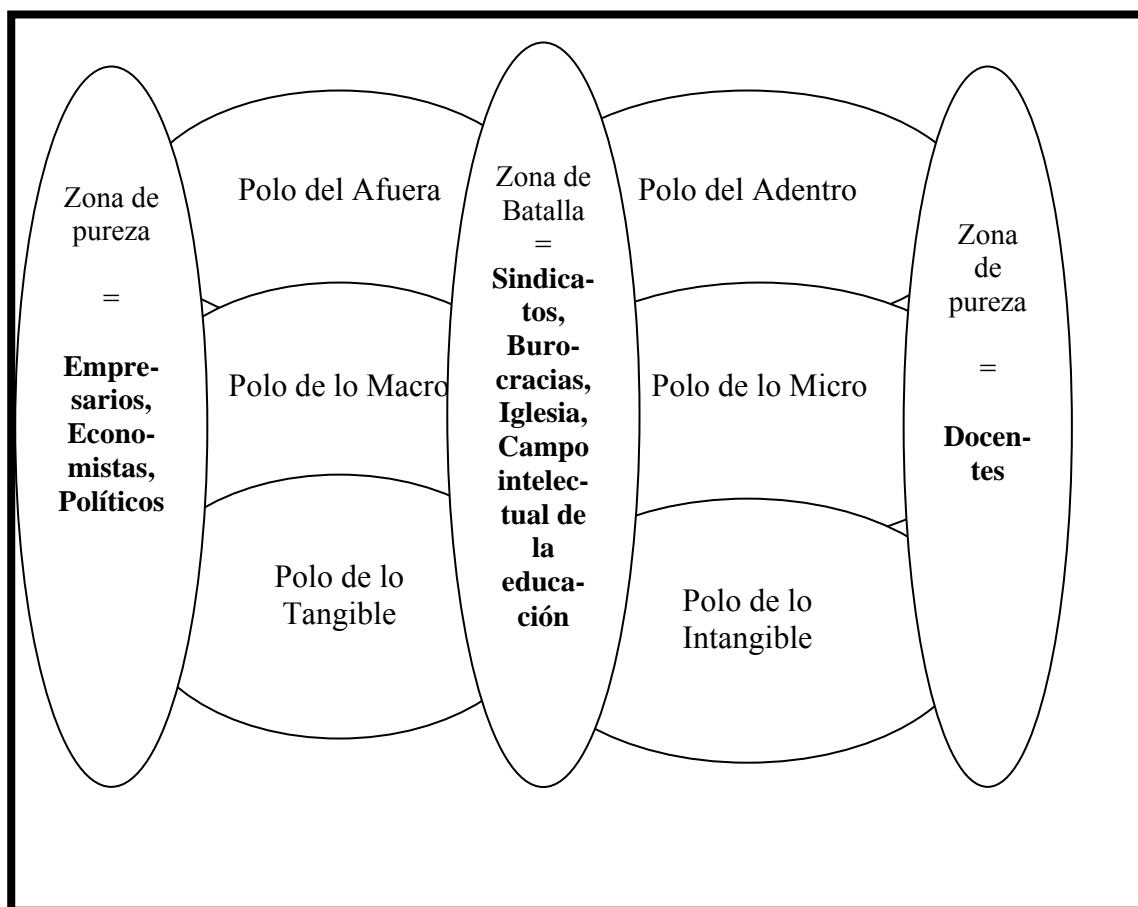 Zona de
pureza
=
Empre-
sarios,
Econo-
mistas,
Políticos
Polo del Afuera
Polo de lo Macro
Polo de lo
Tangible
Zona de
Batalla
=
Sindica-
tos,
Buro-
cracias,
Iglesia,
Campo
intelec-
tual de
la
educa-
ción
Polo del Adentro
Polo de lo Micro
Polo de lo
Intangible
Zona
de
pureza
=
Docen-
tes